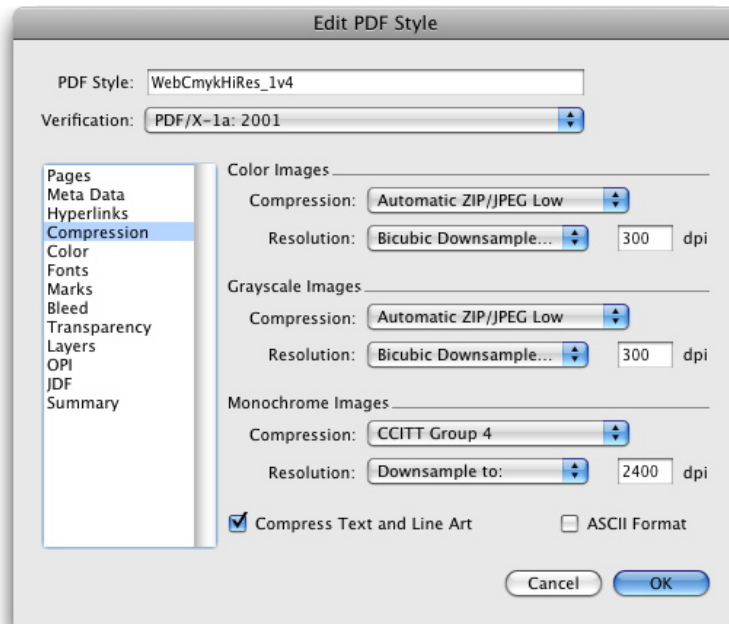 Edit PDF Style
PDF Style: WebCmykHiRes_1v4
Verification: PDF/X-1a: 2001
Pages
Meta Data
Hyperlinks
Compression
Color
Fonts
Marks
Bleed
Transparency
Layers
OPI
JDF
Summary
Color Images
Compression: Automatic ZIP/JPEG Low
Resolution: Bicubic Downsample... 300 dpi
Grayscale Images
Compression: Automatic ZIP/JPEG Low
Resolution: Bicubic Downsample... 300 dpi
Monochrome Images
Compression: CCITT Group 4
Resolution: Downsample to: 2400 dpi
Compress Text and Line Art ASCII Format
Cancel OK